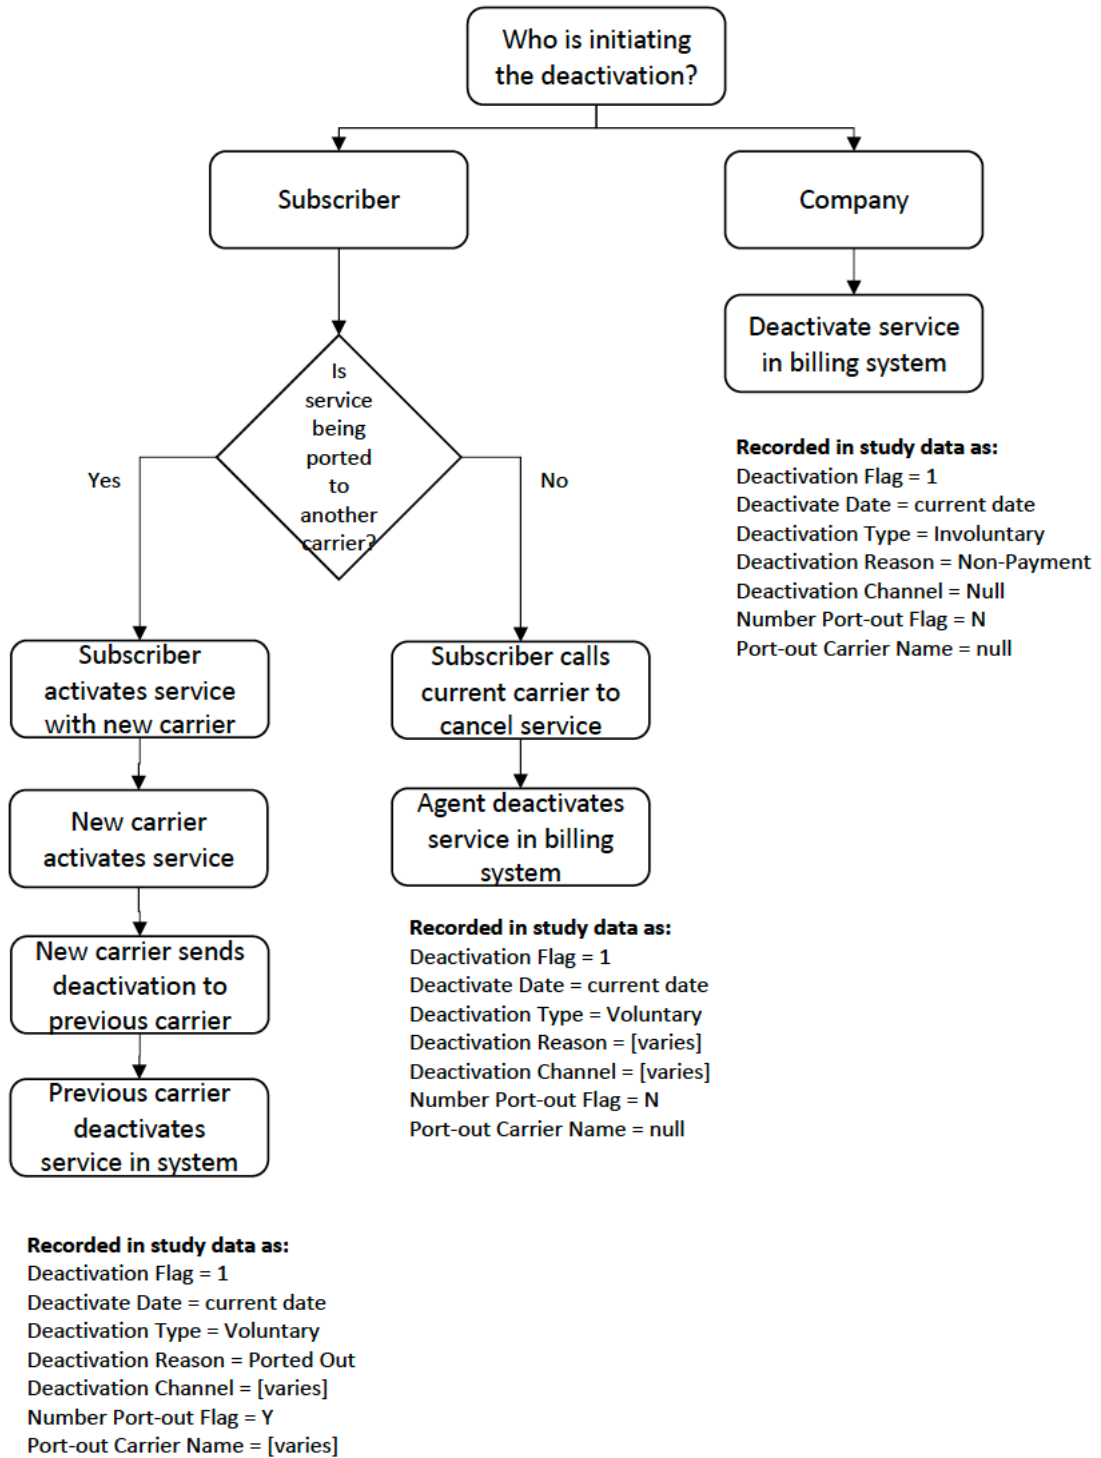 Who is initiating
the deactivation?
Subscriber
Company
Deactivate service
in billing system
Is
service
being
ported
to
another
carrier?
Yes
No
Recorded in study data as:
Deactivation Flag = 1
Deactivate Date = current date
Deactivation Type = Involuntary
Deactivation Reason = Non-Payment
Deactivation Channel = Null
Number Port-out Flag = N
Port-out Carrier Name = null
Subscriber
activates service
with new carrier
Subscriber calls
current carrier to
cancel service
New carrier
activates service
Agent deactivates
service in billing
system
New carrier sends
deactivation to
previous carrier
Recorded in study data as:
Deactivation Flag = 1
Deactivate Date = current date
Deactivation Type = Voluntary
Deactivation Reason = [varies]
Deactivation Channel = [varies]
Number Port-out Flag = N
Port-out Carrier Name = null
Previous carrier
deactivates
service in system
Recorded in study data as:
Deactivation Flag = 1
Deactivate Date = current date
Deactivation Type = Voluntary
Deactivation Reason = Ported Out
Deactivation Channel = [varies]
Number Port-out Flag = Y
Port-out Carrier Name = [varies]